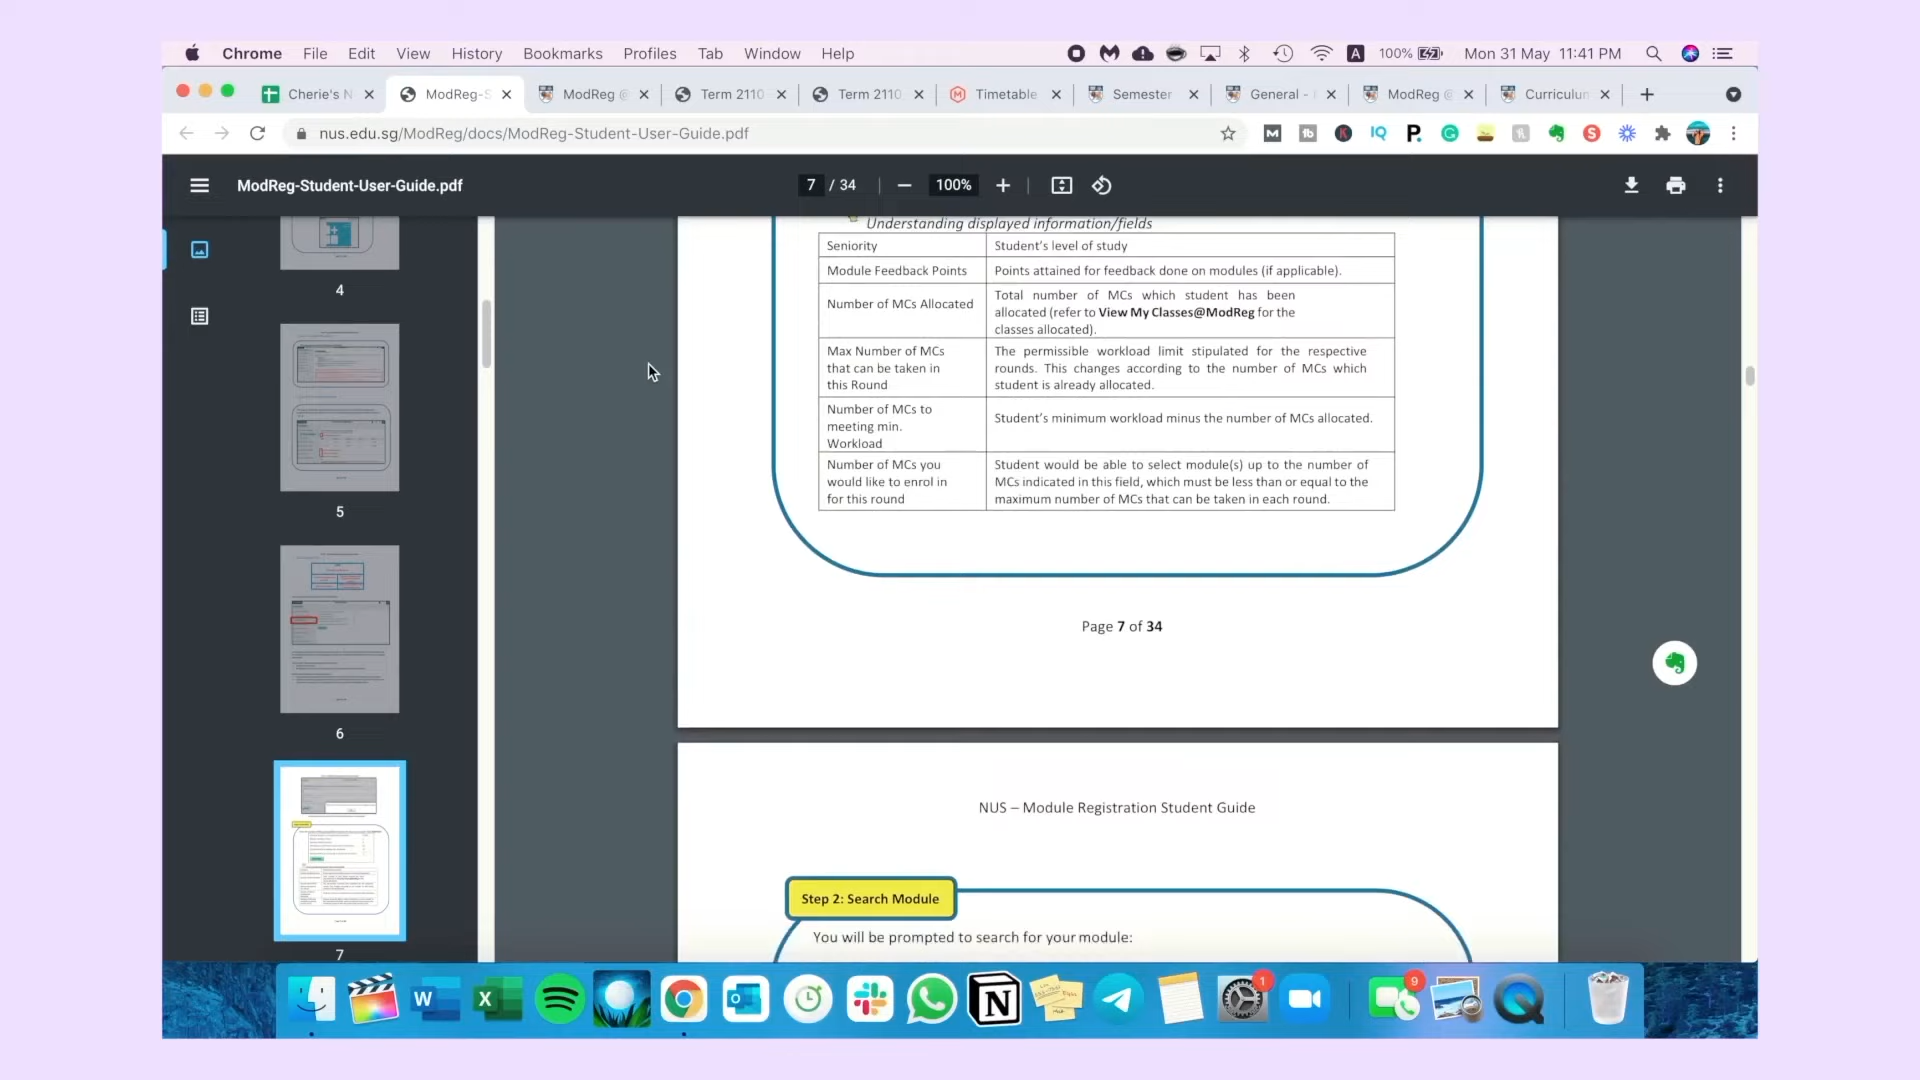 Chrome File Edit View History Bookmarks Profiles Tab Window Help 100% Mon 31 May 11:41 PM
Cherie's N ModReg-S ModReg @ Term 2110 Term 2110 Timetable Semester General - ModReg @ Curriculum
nus.edu.sg/ModReg/docs/ModReg-Student-User-Guide.pdf
ModReg-Student-User-Guide.pdf 7 / 34 100%
4
5
6
7
Understanding displayed information/fields
Seniority Student's level of study
Module Feedback Points Points attained for feedback done on modules (if applicable).
Number of MCs Allocated
Total number of MCs which student has been
allocated (refer to View My Classes@ModReg for the
classes allocated).
Max Number of MCs
that can be taken in
this Round
The permissible workload limit stipulated for the respective
rounds. This changes according to the number of MCs which
student is already allocated.
Number of MCs to
meeting min.
Workload
Student's minimum workload minus the number of MCs allocated.
Number of MCs you
would like to enrol in
for this round
Student would be able to select module(s) up to the number of
MCs indicated in this field, which must be less than or equal to the
maximum number of MCs that can be taken in each round.
Page 7 of 34
NUS – Module Registration Student Guide
Step 2: Search Module
You will be prompted to search for your module:
1
9